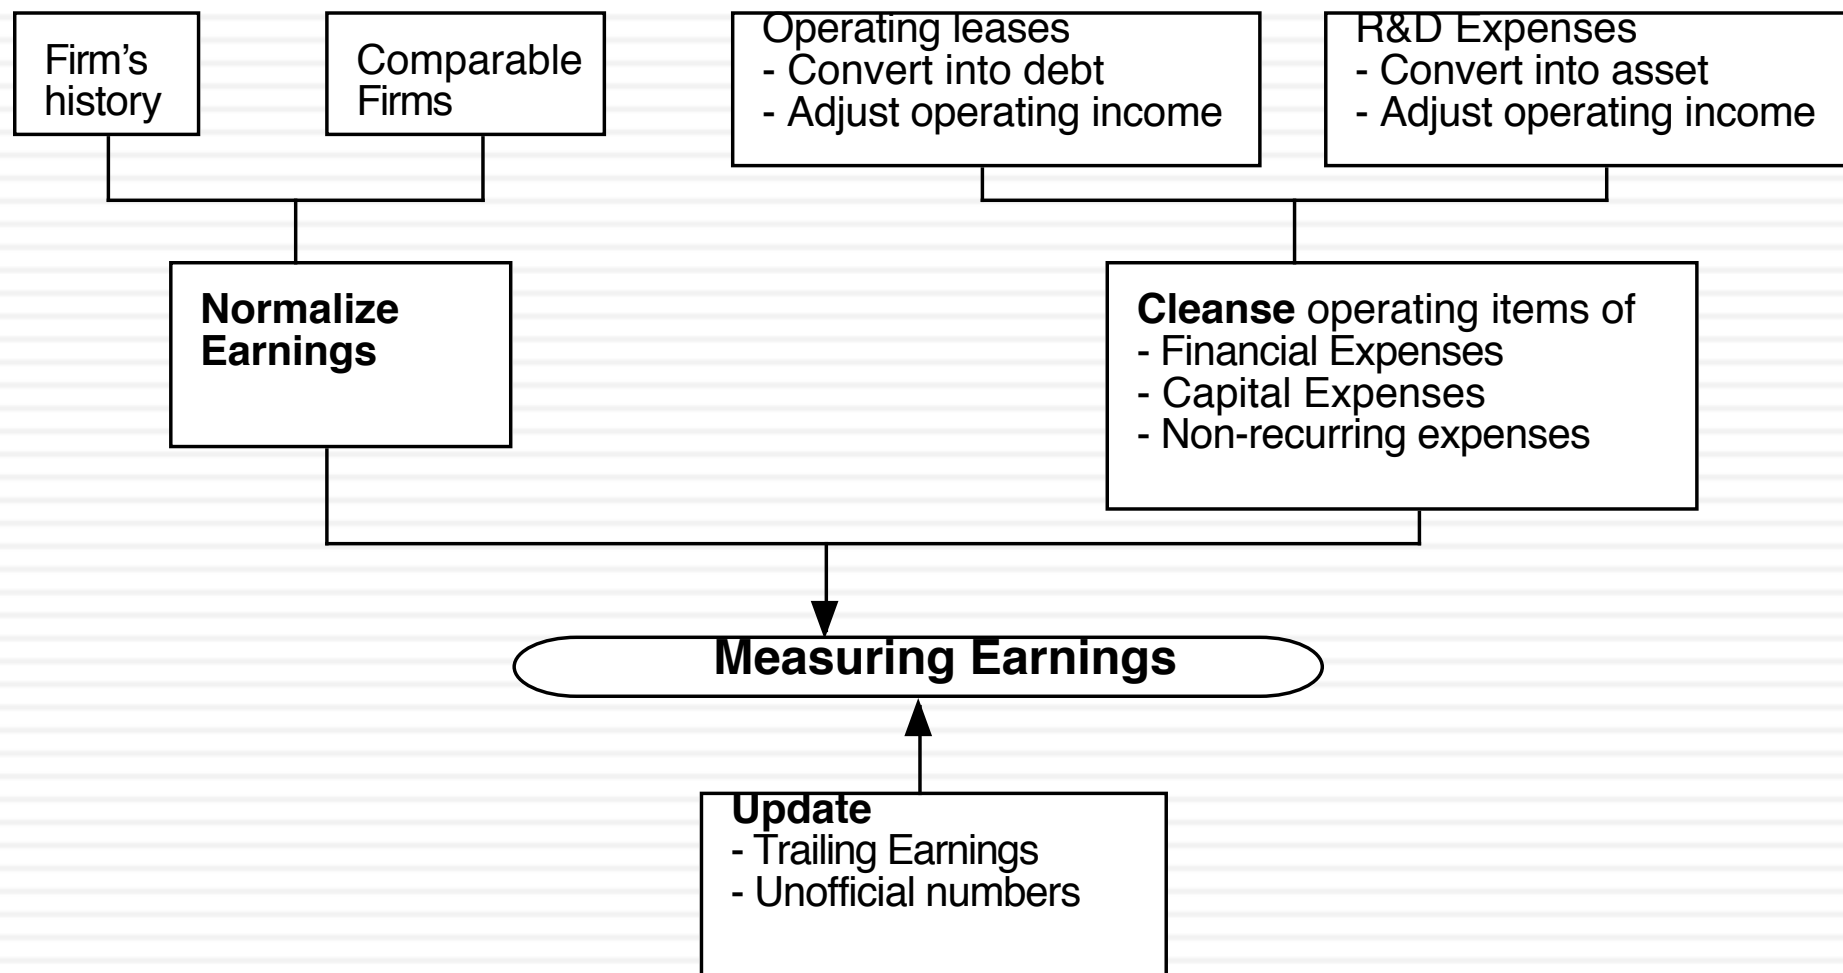 Firm's
history
Comparable
Firms
Operating leases
- Convert into debt
- Adjust operating income
R&D Expenses
- Convert into asset
- Adjust operating income
Normalize
Earnings
Cleanse operating items of
- Financial Expenses
- Capital Expenses
- Non-recurring expenses
Measuring Earnings
Update
- Trailing Earnings
- Unofficial numbers